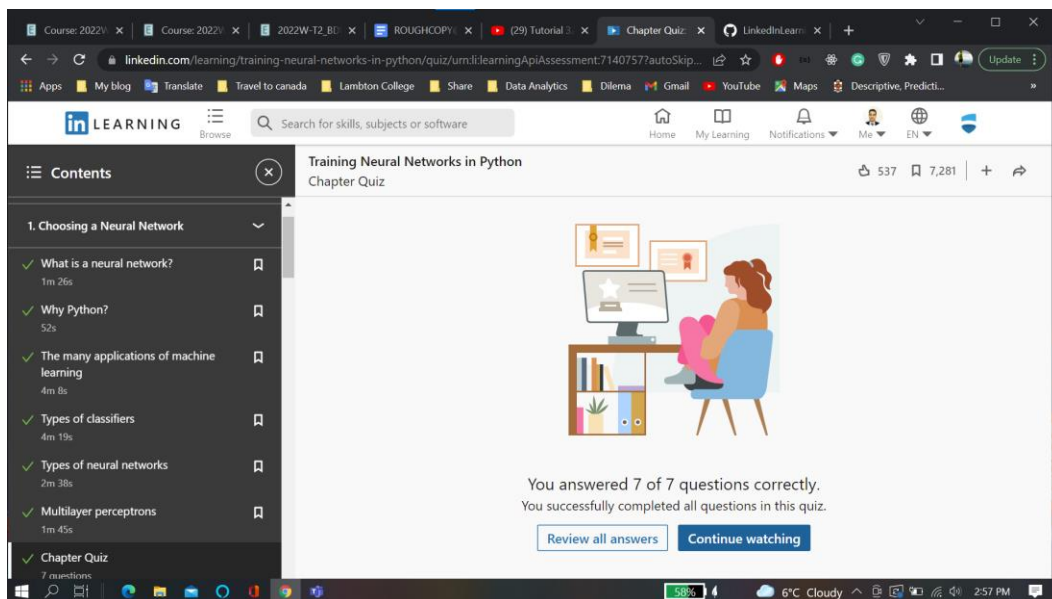 Course: 2022W
Course: 2022W
2022W-T2_BD
ROUGHCOPY
(29) Tutorial 3
Chapter Quiz:
LinkedInLearni
linkedin.com/learning/training-neural-networks-in-python/quiz/urn:li:learningApiAssessment:7140757?autoSkip...
Update
Apps
My blog
Translate
Travel to canada
Lambton College
Share
Data Analytics
Dilema
Gmail
YouTube
Maps
Descriptive, Predicti...
»
in LEARNING
Browse
Search for skills, subjects or software
Home
My Learning
Notifications
Me
EN
Contents
Training Neural Networks in Python
Chapter Quiz
537
7,281
1. Choosing a Neural Network
What is a neural network?
1m 26s
Why Python?
52s
The many applications of machine
learning
4m 8s
Types of classifiers
4m 19s
Types of neural networks
2m 38s
Multilayer perceptrons
1m 45s
Chapter Quiz
7 questions
You answered 7 of 7 questions correctly.
You successfully completed all questions in this quiz.
Review all answers
Continue watching
58%
6°C Cloudy
2:57 PM